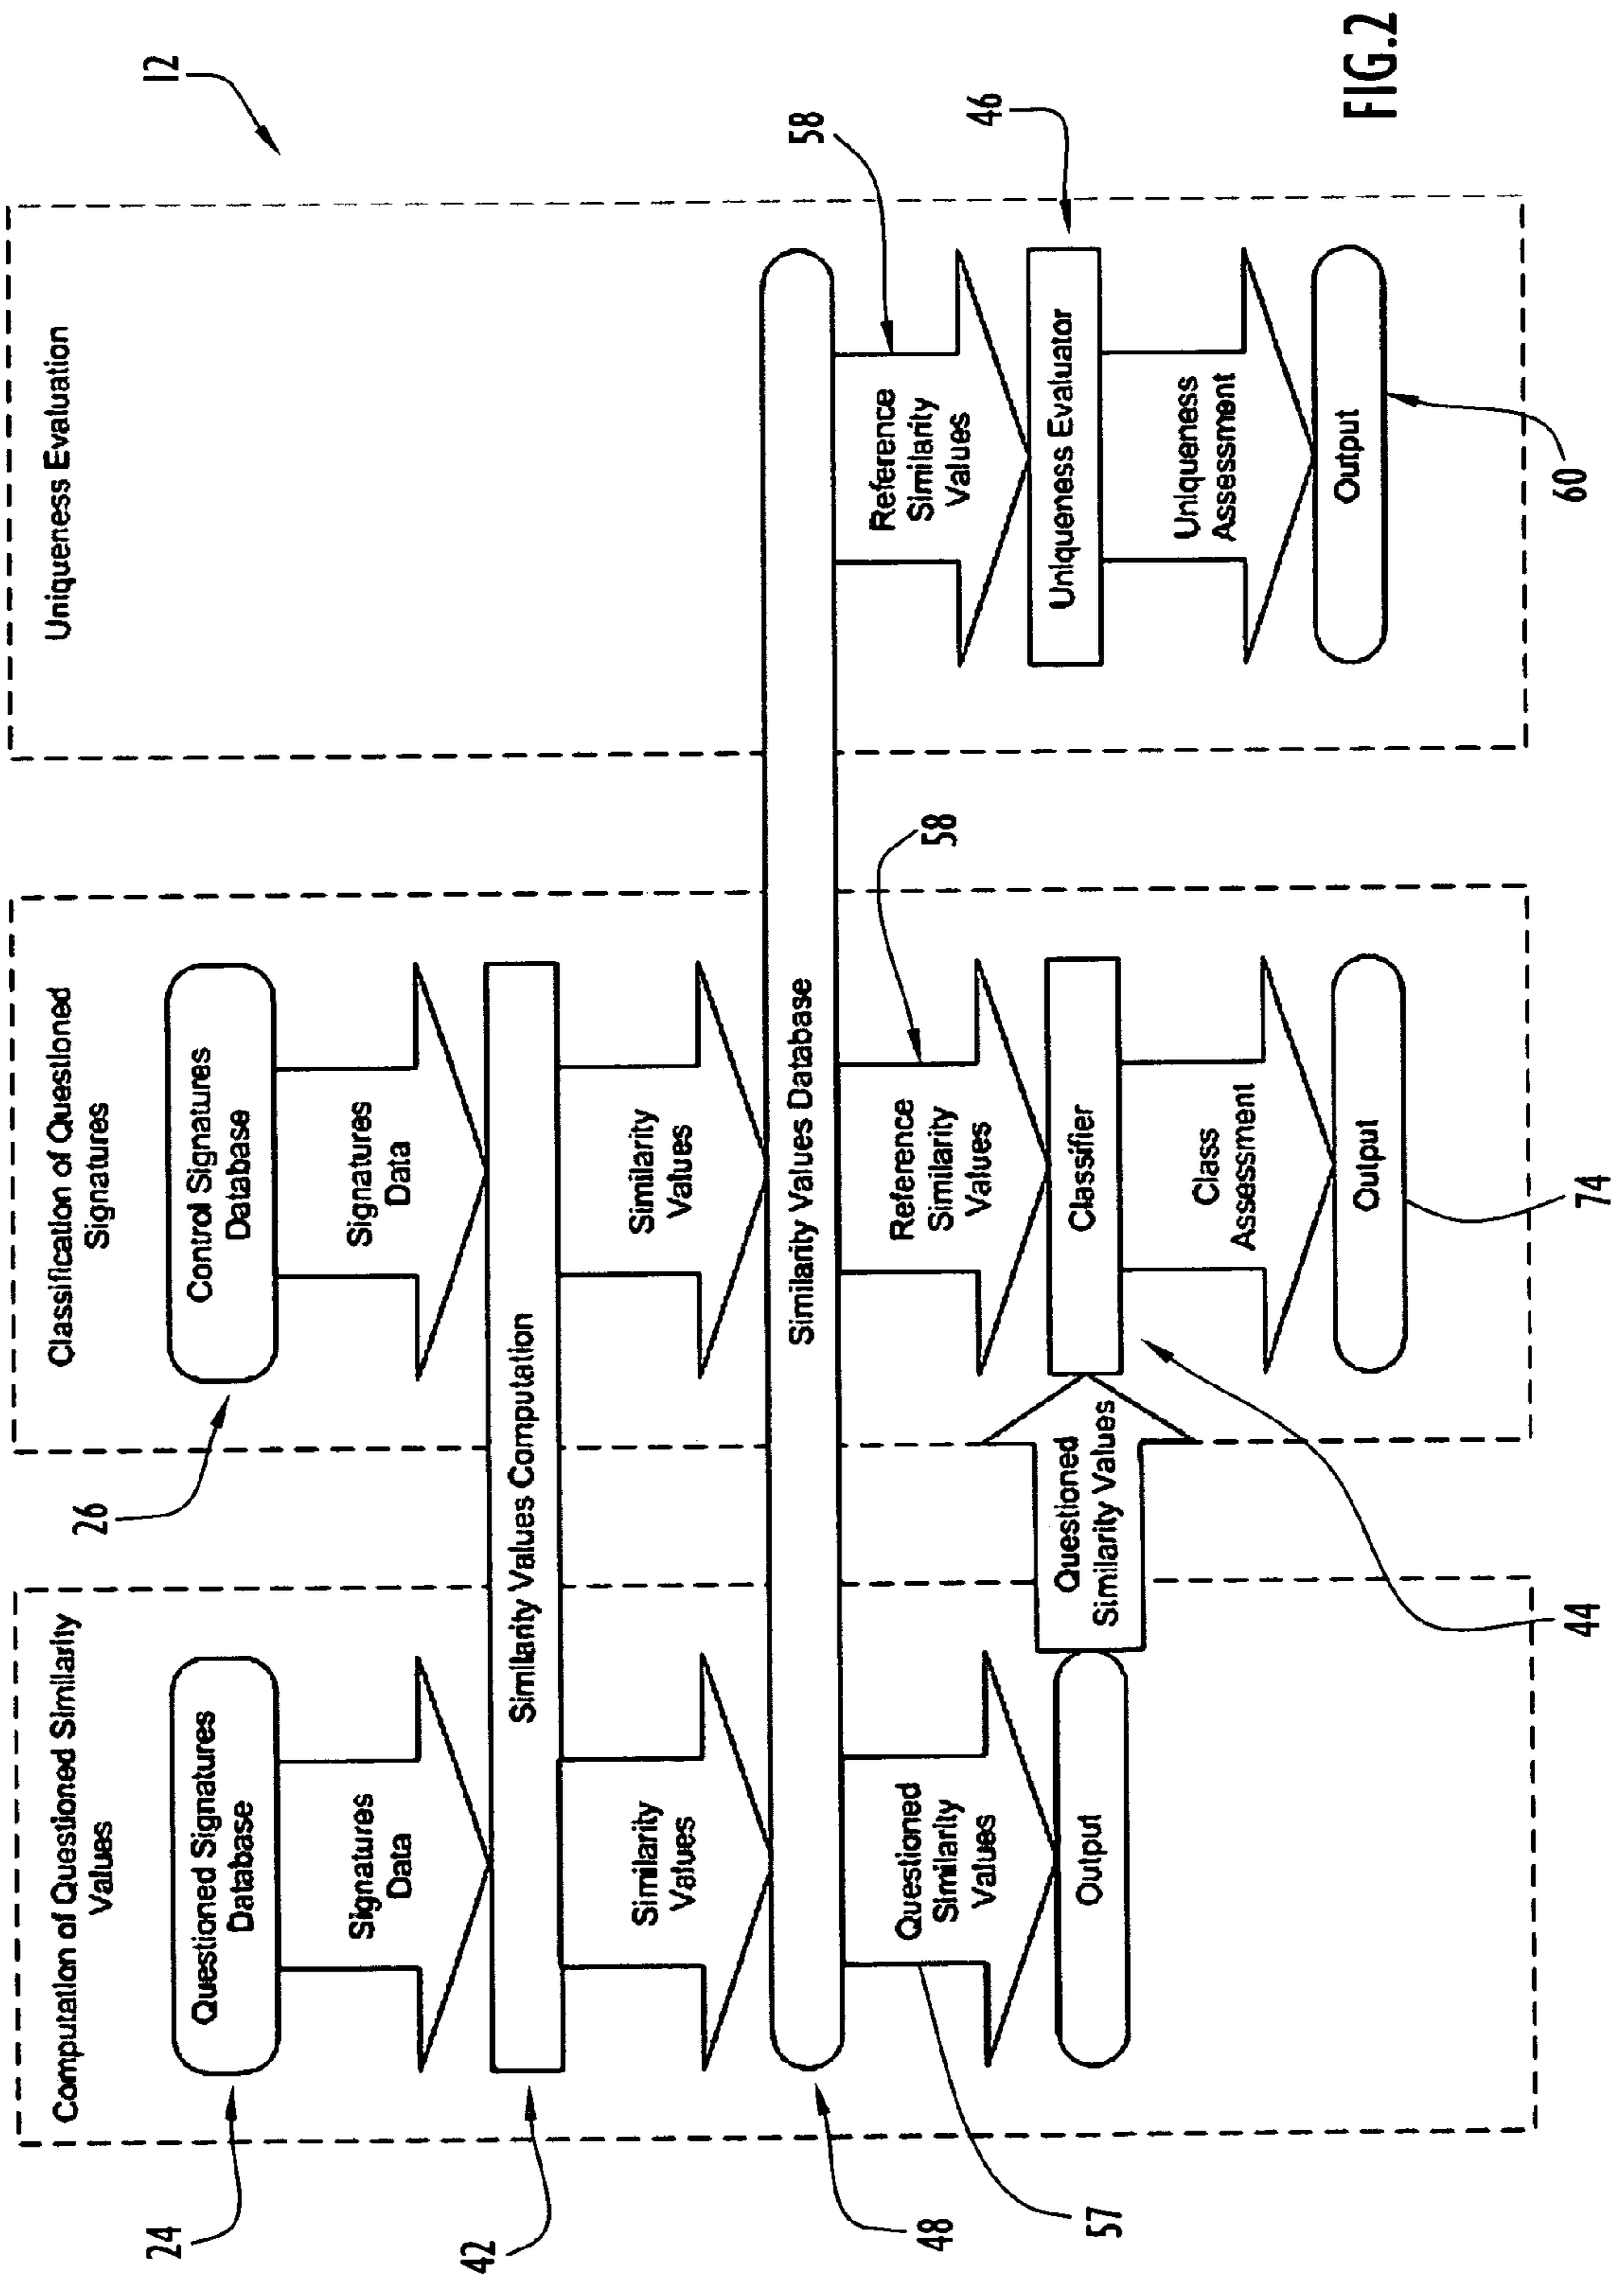 12
Computation of Questioned Similarity
Values
24
Questioned Signatures
Database
Signatures
Data
42
Similarity Values Computation
Similarity
Values
48
Similarity Values Database
57
Questioned
Similarity
Values
Output
Questioned
Similarity Values
Classification of Questioned
Signatures
26
Control Signatures
Database
Signatures
Data
Similarity
Values
58
Reference
Similarity
Values
Classifier
44
Class
Assessment
Output
74
Uniqueness Evaluation
58
Reference
Similarity
Values
46
Uniqueness Evaluator
Uniqueness
Assessment
Output
60
FIG.2